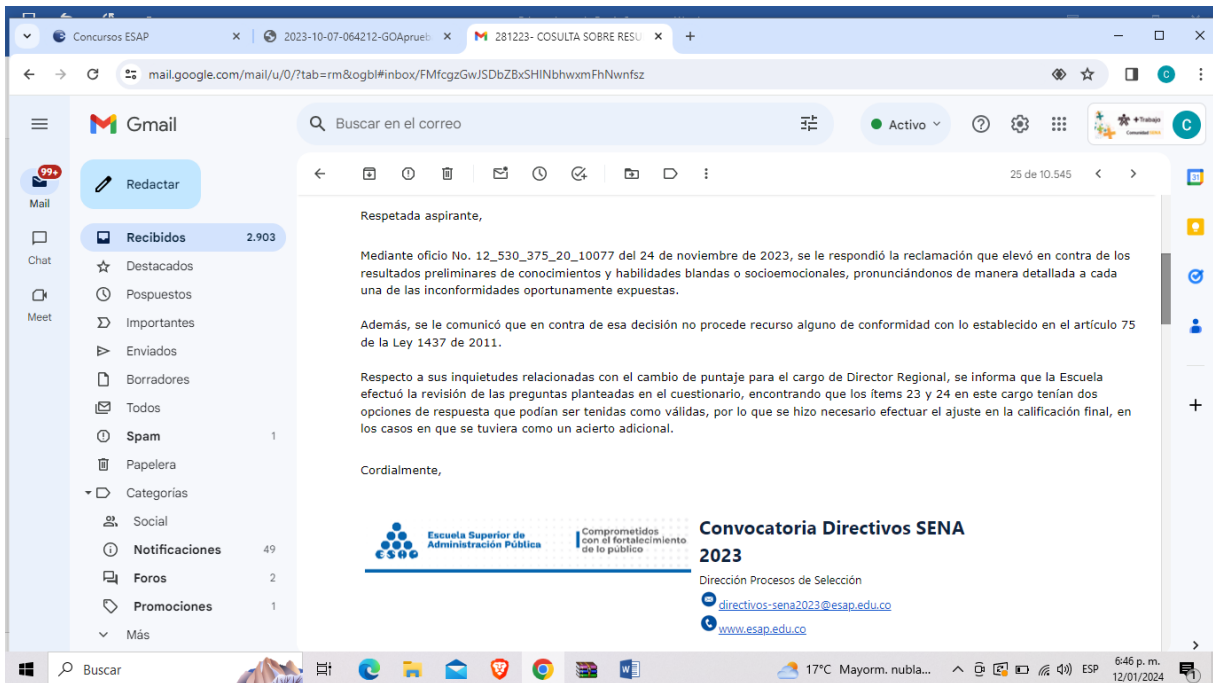 Concursos ESAP
2023-10-07-064212-GOAprueb
281223- COSULTA SOBRE RESU
mail.google.com/mail/u/0/?tab=rm&ogbl#inbox/FMfcgzGwJSDbZBxSHINbhwxmFhNwnfsz
Gmail
Buscar en el correo
Activo
+Trabajo
Comunidad SENA
C
99+
Mail
Chat
Meet
Redactar
Recibidos 2.903
Destacados
Pospuestos
Importantes
Enviados
Borradores
Todos
Spam 1
Papelera
Categorías
Social
Notificaciones 49
Foros 2
Promociones 1
Más
25 de 10.545
31
Respetada aspirante,
Mediante oficio No. 12_530_375_20_10077 del 24 de noviembre de 2023, se le respondió la reclamación que elevó en contra de los
resultados preliminares de conocimientos y habilidades blandas o socioemocionales, pronunciándonos de manera detallada a cada
una de las inconformidades oportunamente expuestas.
Además, se le comunicó que en contra de esa decisión no procede recurso alguno de conformidad con lo establecido en el artículo 75
de la Ley 1437 de 2011.
Respecto a sus inquietudes relacionadas con el cambio de puntaje para el cargo de Director Regional, se informa que la Escuela
efectuó la revisión de las preguntas planteadas en el cuestionario, encontrando que los ítems 23 y 24 en este cargo tenían dos
opciones de respuesta que podían ser tenidas como válidas, por lo que se hizo necesario efectuar el ajuste en la calificación final, en
los casos en que se tuviera como un acierto adicional.
Cordialmente,
esap
Escuela Superior de
Administración Pública
Comprometidos
con el fortalecimiento
de lo público
Convocatoria Directivos SENA
2023
Dirección Procesos de Selección
directivos-sena2023@esap.edu.co
www.esap.edu.co
Buscar
17°C Mayorm. nubla...
ESP
6:46 p. m.
12/01/2024